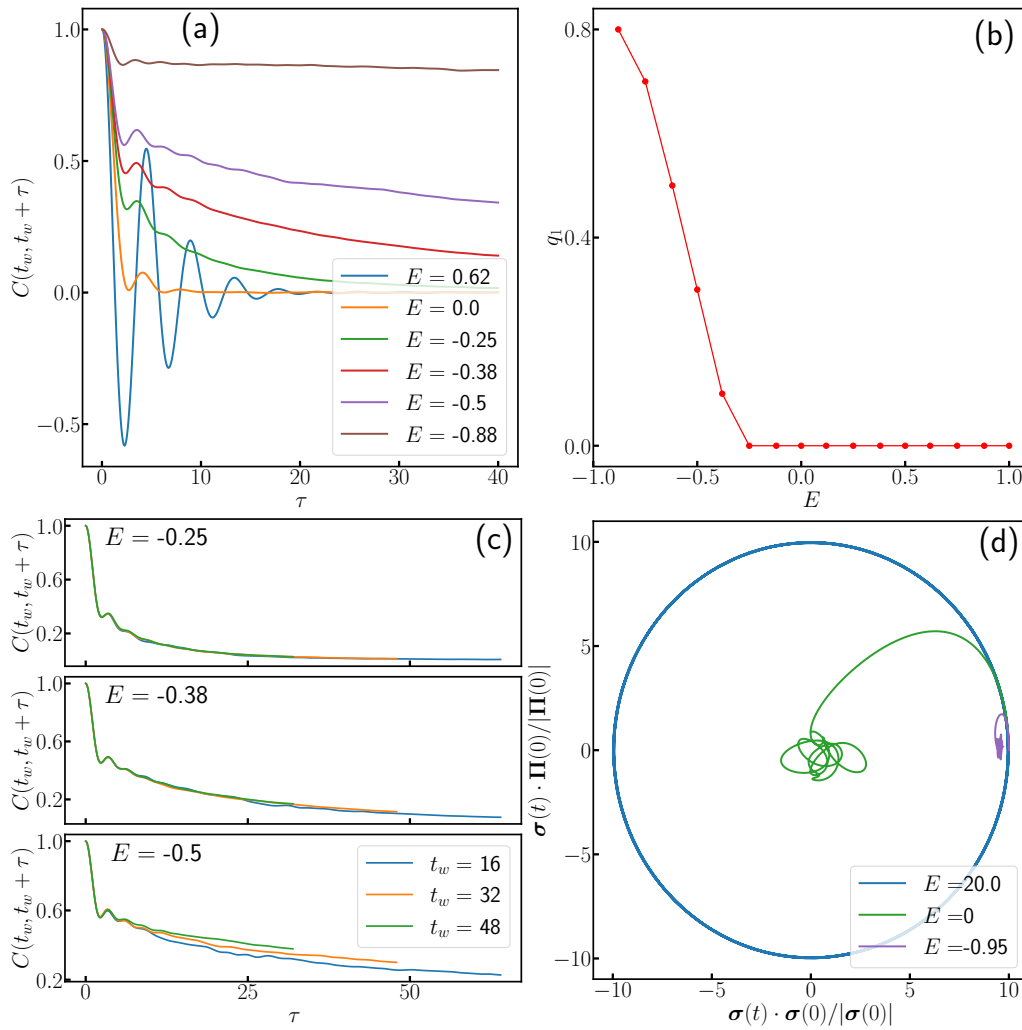 (a)
1.0
0.5
0.0
−0.5
C(t_w, t_w + τ)
E = 0.62
E = 0.0
E = -0.25
E = -0.38
E = -0.5
E = -0.88
0 10 20 30 40
τ
(b)
0.8
0.4
0.0
q_1
−1.0 −0.5 0.0 0.5 1.0
E
(c)
E = -0.25
1.0
0.6
0.2
C(t_w, t_w + τ)
E = -0.38
1.0
0.6
0.2
C(t_w, t_w + τ)
E = -0.5
1.0
0.6
0.2
C(t_w, t_w + τ)
t_w = 16
t_w = 32
t_w = 48
0 50
τ
(d)
10
5
0
−5
−10
σ(t) · Π(0)/|Π(0)|
E =20.0
E =0
E =-0.95
−10 −5 0 5 10
σ(t) · σ(0)/|σ(0)|